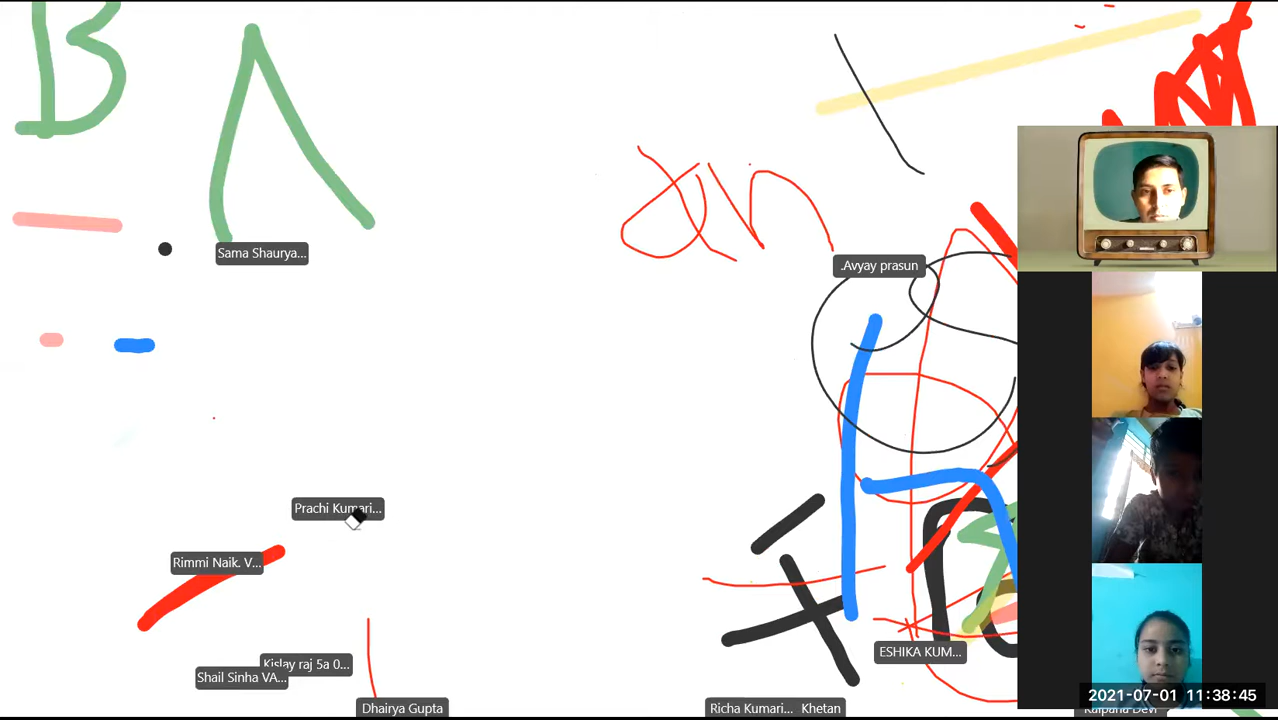 B
an
Sama Shaurya...
.Avyay prasun
Prachi Kumari...
Rimmi Naik. V...
ESHIKA KUM...
Kislay raj 5a 0...
Shail Sinha VA...
Dhairya Gupta
Richa Kumari... Khetan
Kalpana Devi
2021-07-01 11:38:45